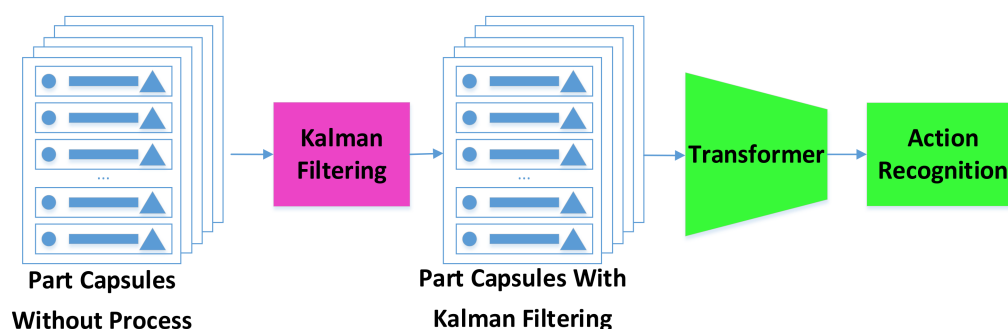 ...
Part Capsules
Without Process
Kalman
Filtering
...
Part Capsules With
Kalman Filtering
Transformer
Action
Recognition